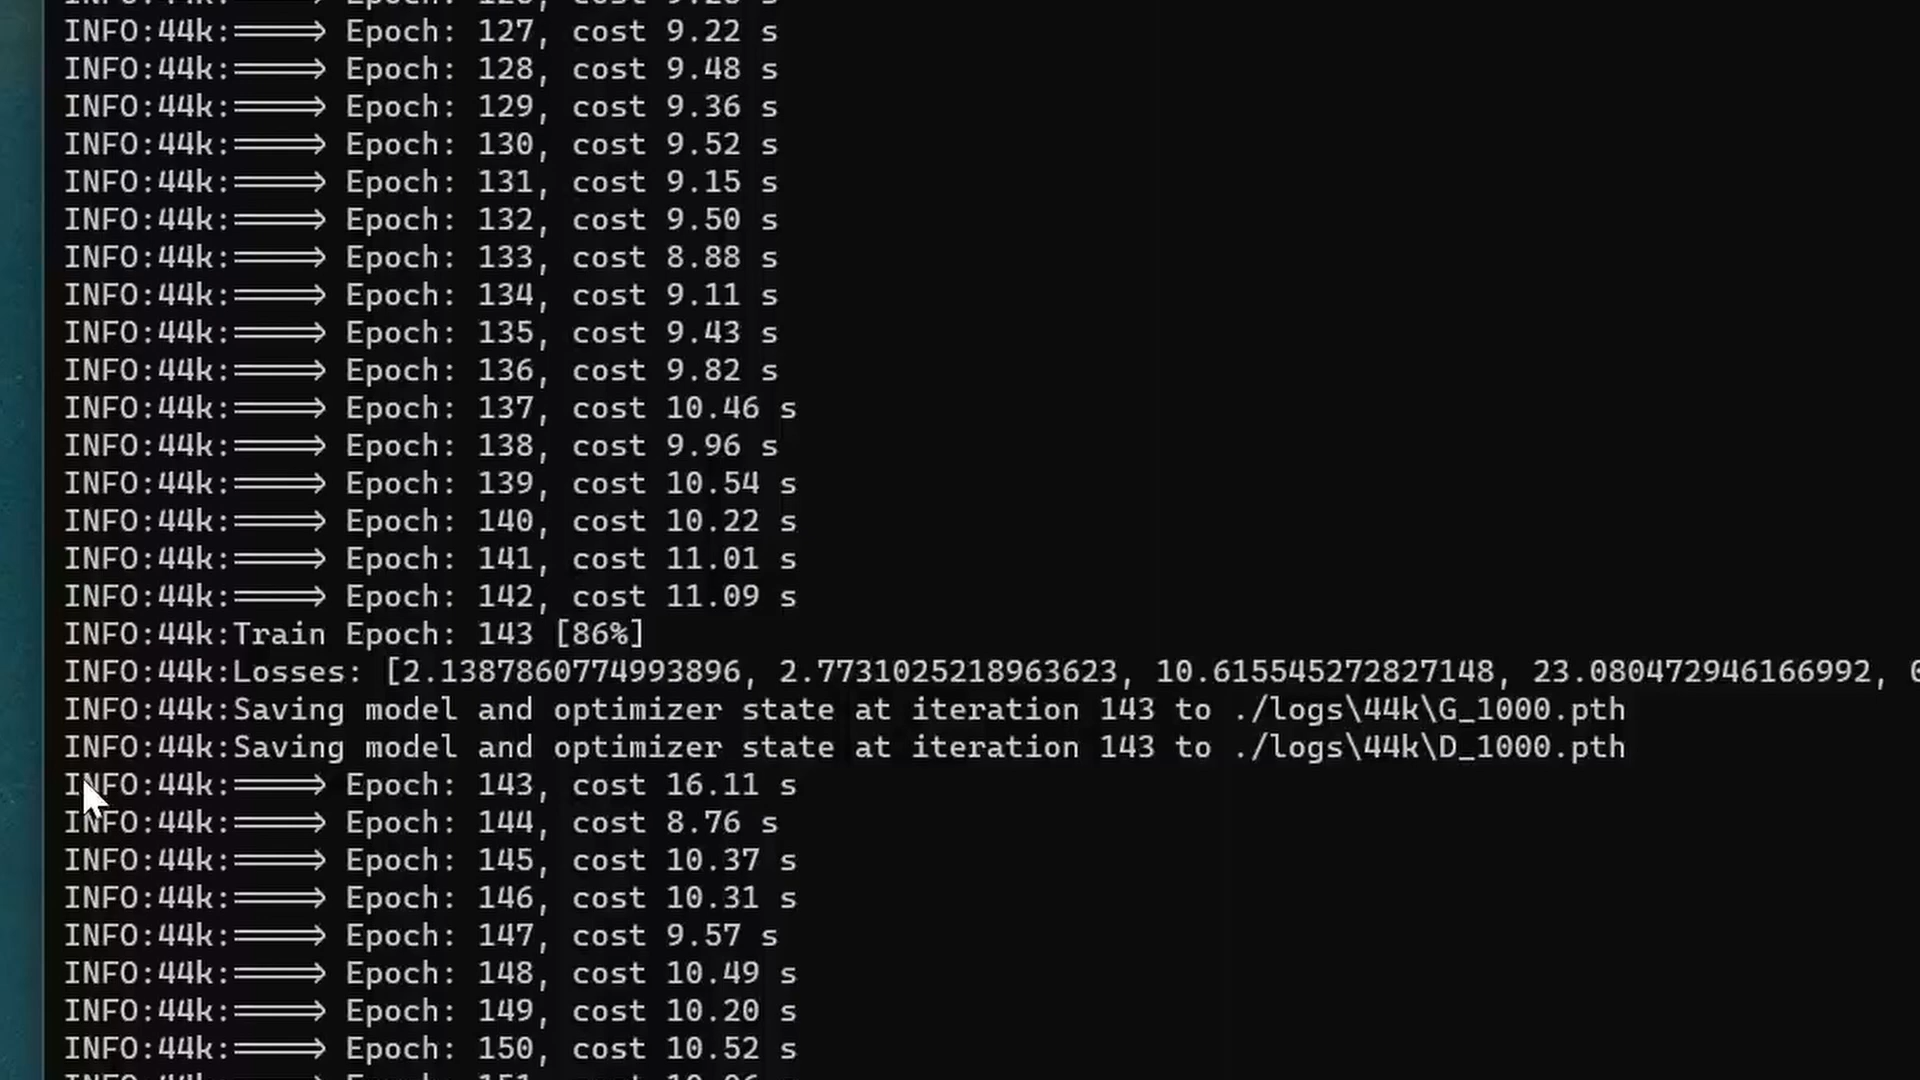 INFO:44k:====> Epoch: 127, cost 9.22 s
INFO:44k:====> Epoch: 128, cost 9.48 s
INFO:44k:====> Epoch: 129, cost 9.36 s
INFO:44k:====> Epoch: 130, cost 9.52 s
INFO:44k:====> Epoch: 131, cost 9.15 s
INFO:44k:====> Epoch: 132, cost 9.50 s
INFO:44k:====> Epoch: 133, cost 8.88 s
INFO:44k:====> Epoch: 134, cost 9.11 s
INFO:44k:====> Epoch: 135, cost 9.43 s
INFO:44k:====> Epoch: 136, cost 9.82 s
INFO:44k:====> Epoch: 137, cost 10.46 s
INFO:44k:====> Epoch: 138, cost 9.96 s
INFO:44k:====> Epoch: 139, cost 10.54 s
INFO:44k:====> Epoch: 140, cost 10.22 s
INFO:44k:====> Epoch: 141, cost 11.01 s
INFO:44k:====> Epoch: 142, cost 11.09 s
INFO:44k:Train Epoch: 143 [86%]
INFO:44k:Losses: [2.1387860774993896, 2.7731025218963623, 10.615545272827148, 23.080472946166992,
INFO:44k:Saving model and optimizer state at iteration 143 to ./logs\44k\G_1000.pth
INFO:44k:Saving model and optimizer state at iteration 143 to ./logs\44k\D_1000.pth
INFO:44k:====> Epoch: 143, cost 16.11 s
INFO:44k:====> Epoch: 144, cost 8.76 s
INFO:44k:====> Epoch: 145, cost 10.37 s
INFO:44k:====> Epoch: 146, cost 10.31 s
INFO:44k:====> Epoch: 147, cost 9.57 s
INFO:44k:====> Epoch: 148, cost 10.49 s
INFO:44k:====> Epoch: 149, cost 10.20 s
INFO:44k:====> Epoch: 150, cost 10.52 s